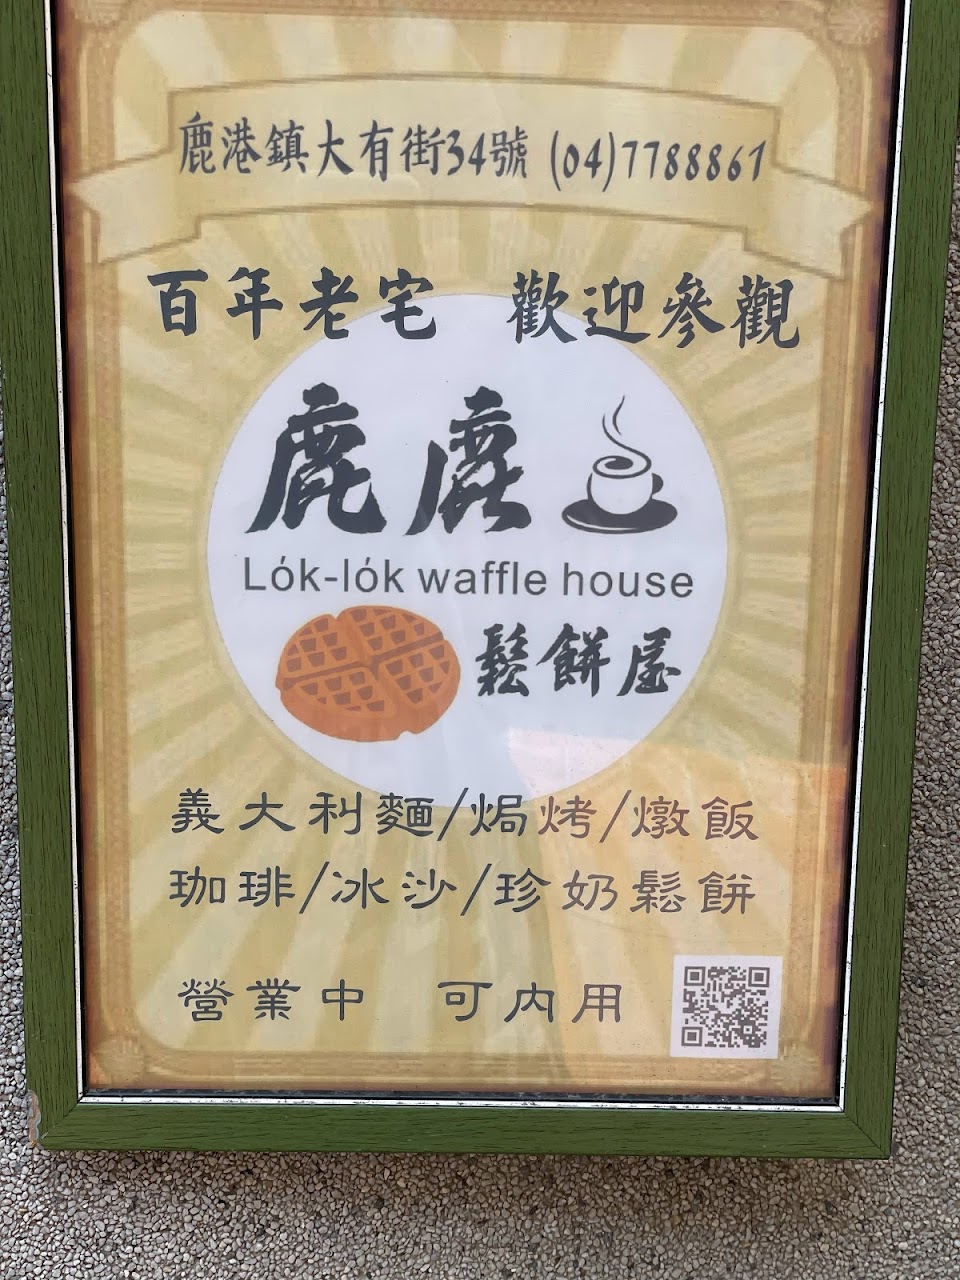 鹿港鎮大有街34號 (04)7788861
百年老宅 歡迎參觀
鹿鹿
Lók-lók waffle house
鬆餅屋
義大利麵/焗烤/燉飯
珈琲/冰沙/珍奶鬆餅
營業中 可內用